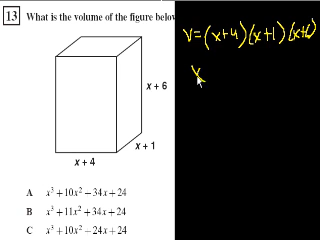 13 What is the volume of the figure below
v=(x+4)(x+1)(x+6)
x
x + 6
x + 1
x + 4
A x³ + 10x² − 34x + 24
B x³ + 11x² + 34x + 24
C x³ + 10x² − 24x + 24